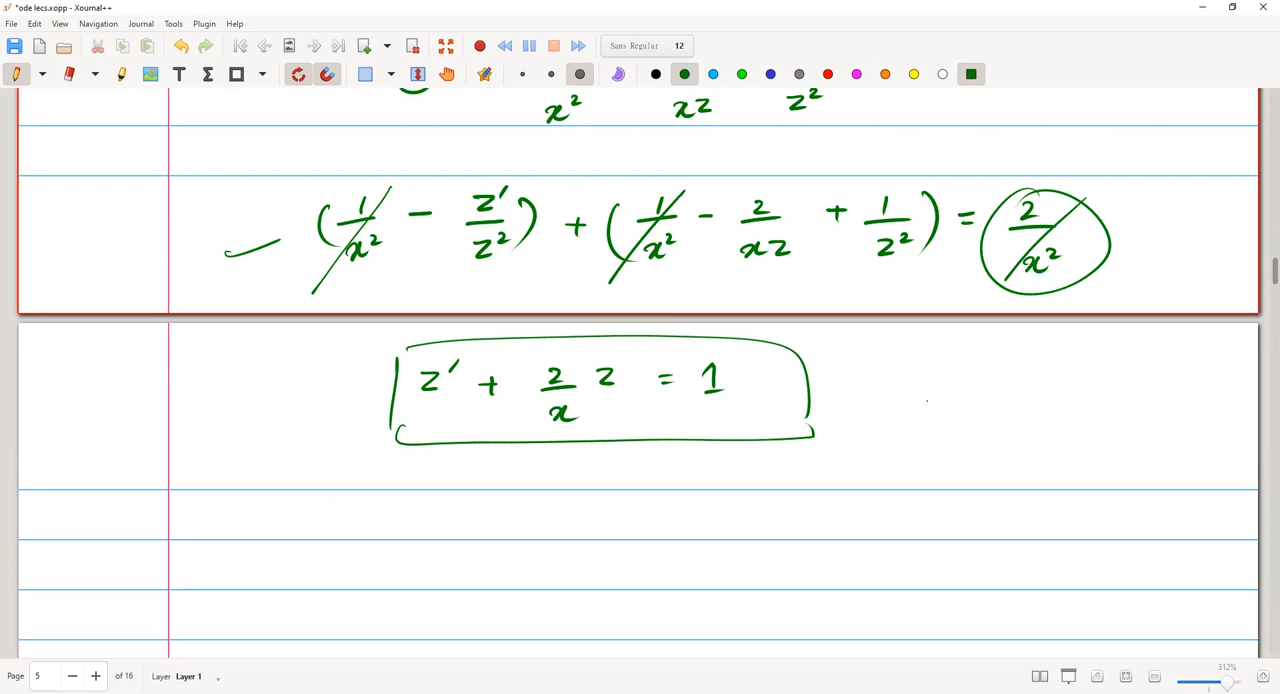 *ode lecs.xopp - Xournal++
File Edit View Navigation Journal Tools Plugin Help
Sans Regular 12
x² xz z²
(1/x² - z'/z²) + (1/x² - 2/xz + 1/z²) = 2/x²
z' + 2/x z = 1
Page 5 of 16 Layer Layer 1 312%